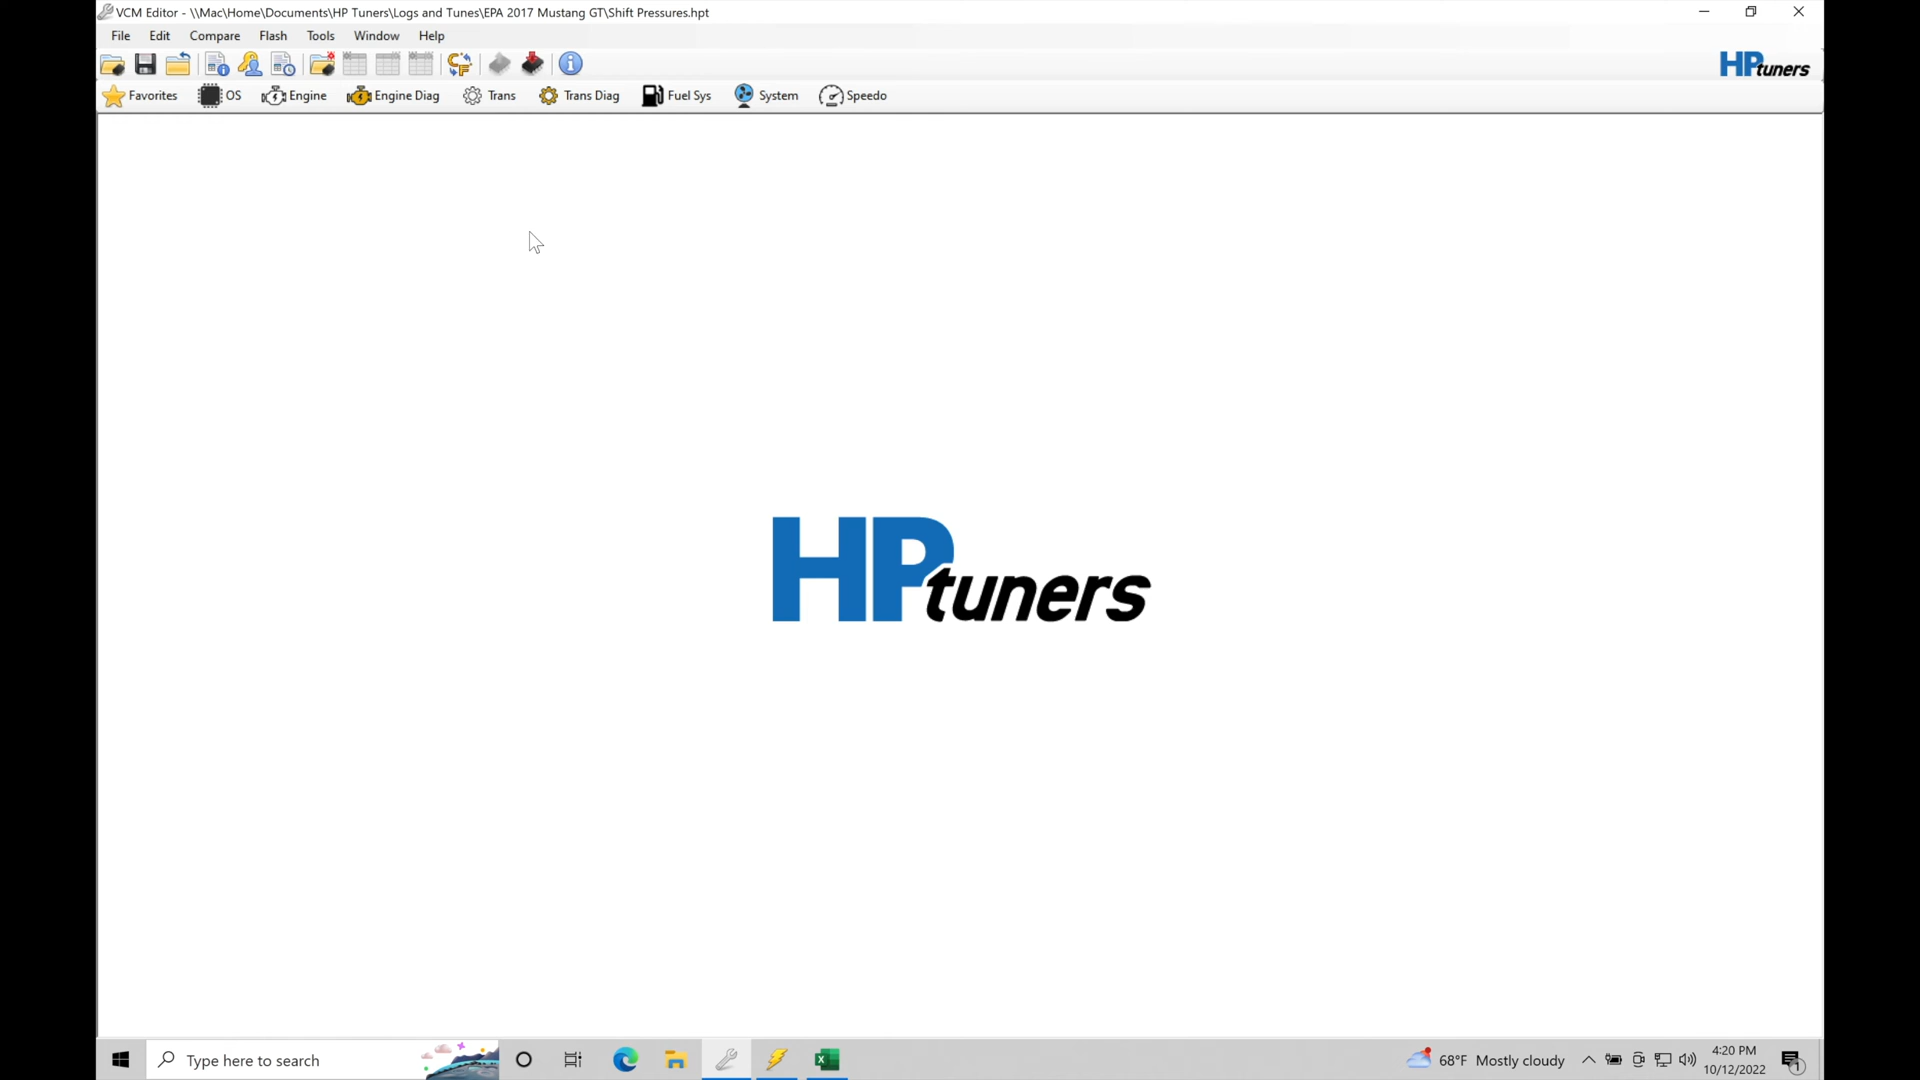 VCM Editor - \\Mac\Home\Documents\HP Tuners\Logs and Tunes\EPA 2017 Mustang GT\Shift Pressures.hpt
File Edit Compare Flash Tools Window Help
HPtuners
Favorites OS Engine Engine Diag Trans Trans Diag Fuel Sys System Speedo
HPtuners
Type here to search
68°F Mostly cloudy
4:20 PM
10/12/2022
1